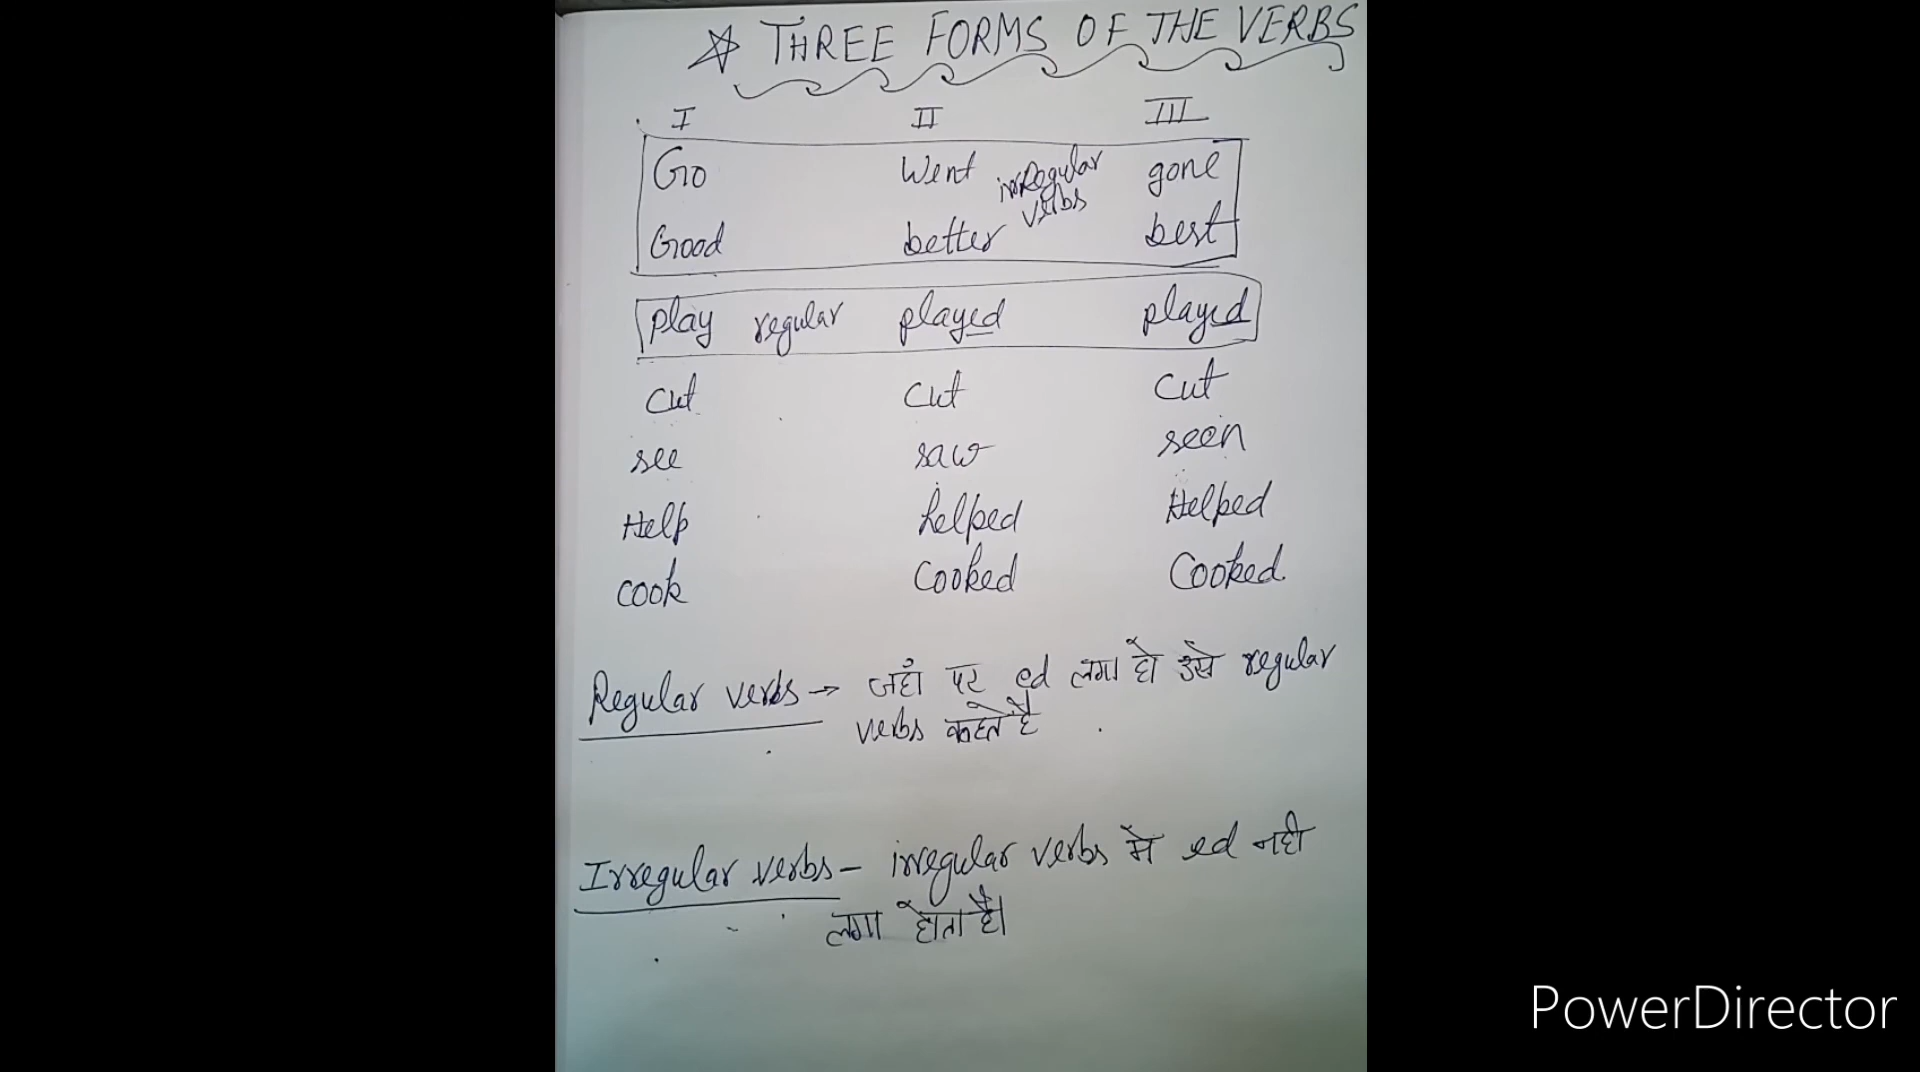 THREE FORMS OF THE VERBS
I II III
Go Went irregular verbs gone
Good better best
play regular played played
cut cut cut
see saw seen
Help helped Helped
cook Cooked Cooked.
Regular verbs → जहाँ पर ed लगा हो उसे regular
verbs कहते है
Irregular verbs - irregular verbs में ed नही
लगा होता है।
PowerDirector